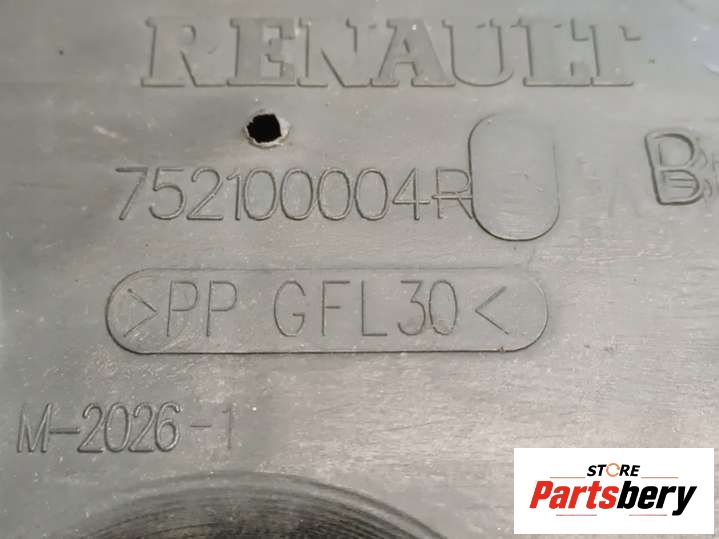 RENAULT
752100004R
B
>PP GFL30<
M-2026-1
STORE
Partsbery